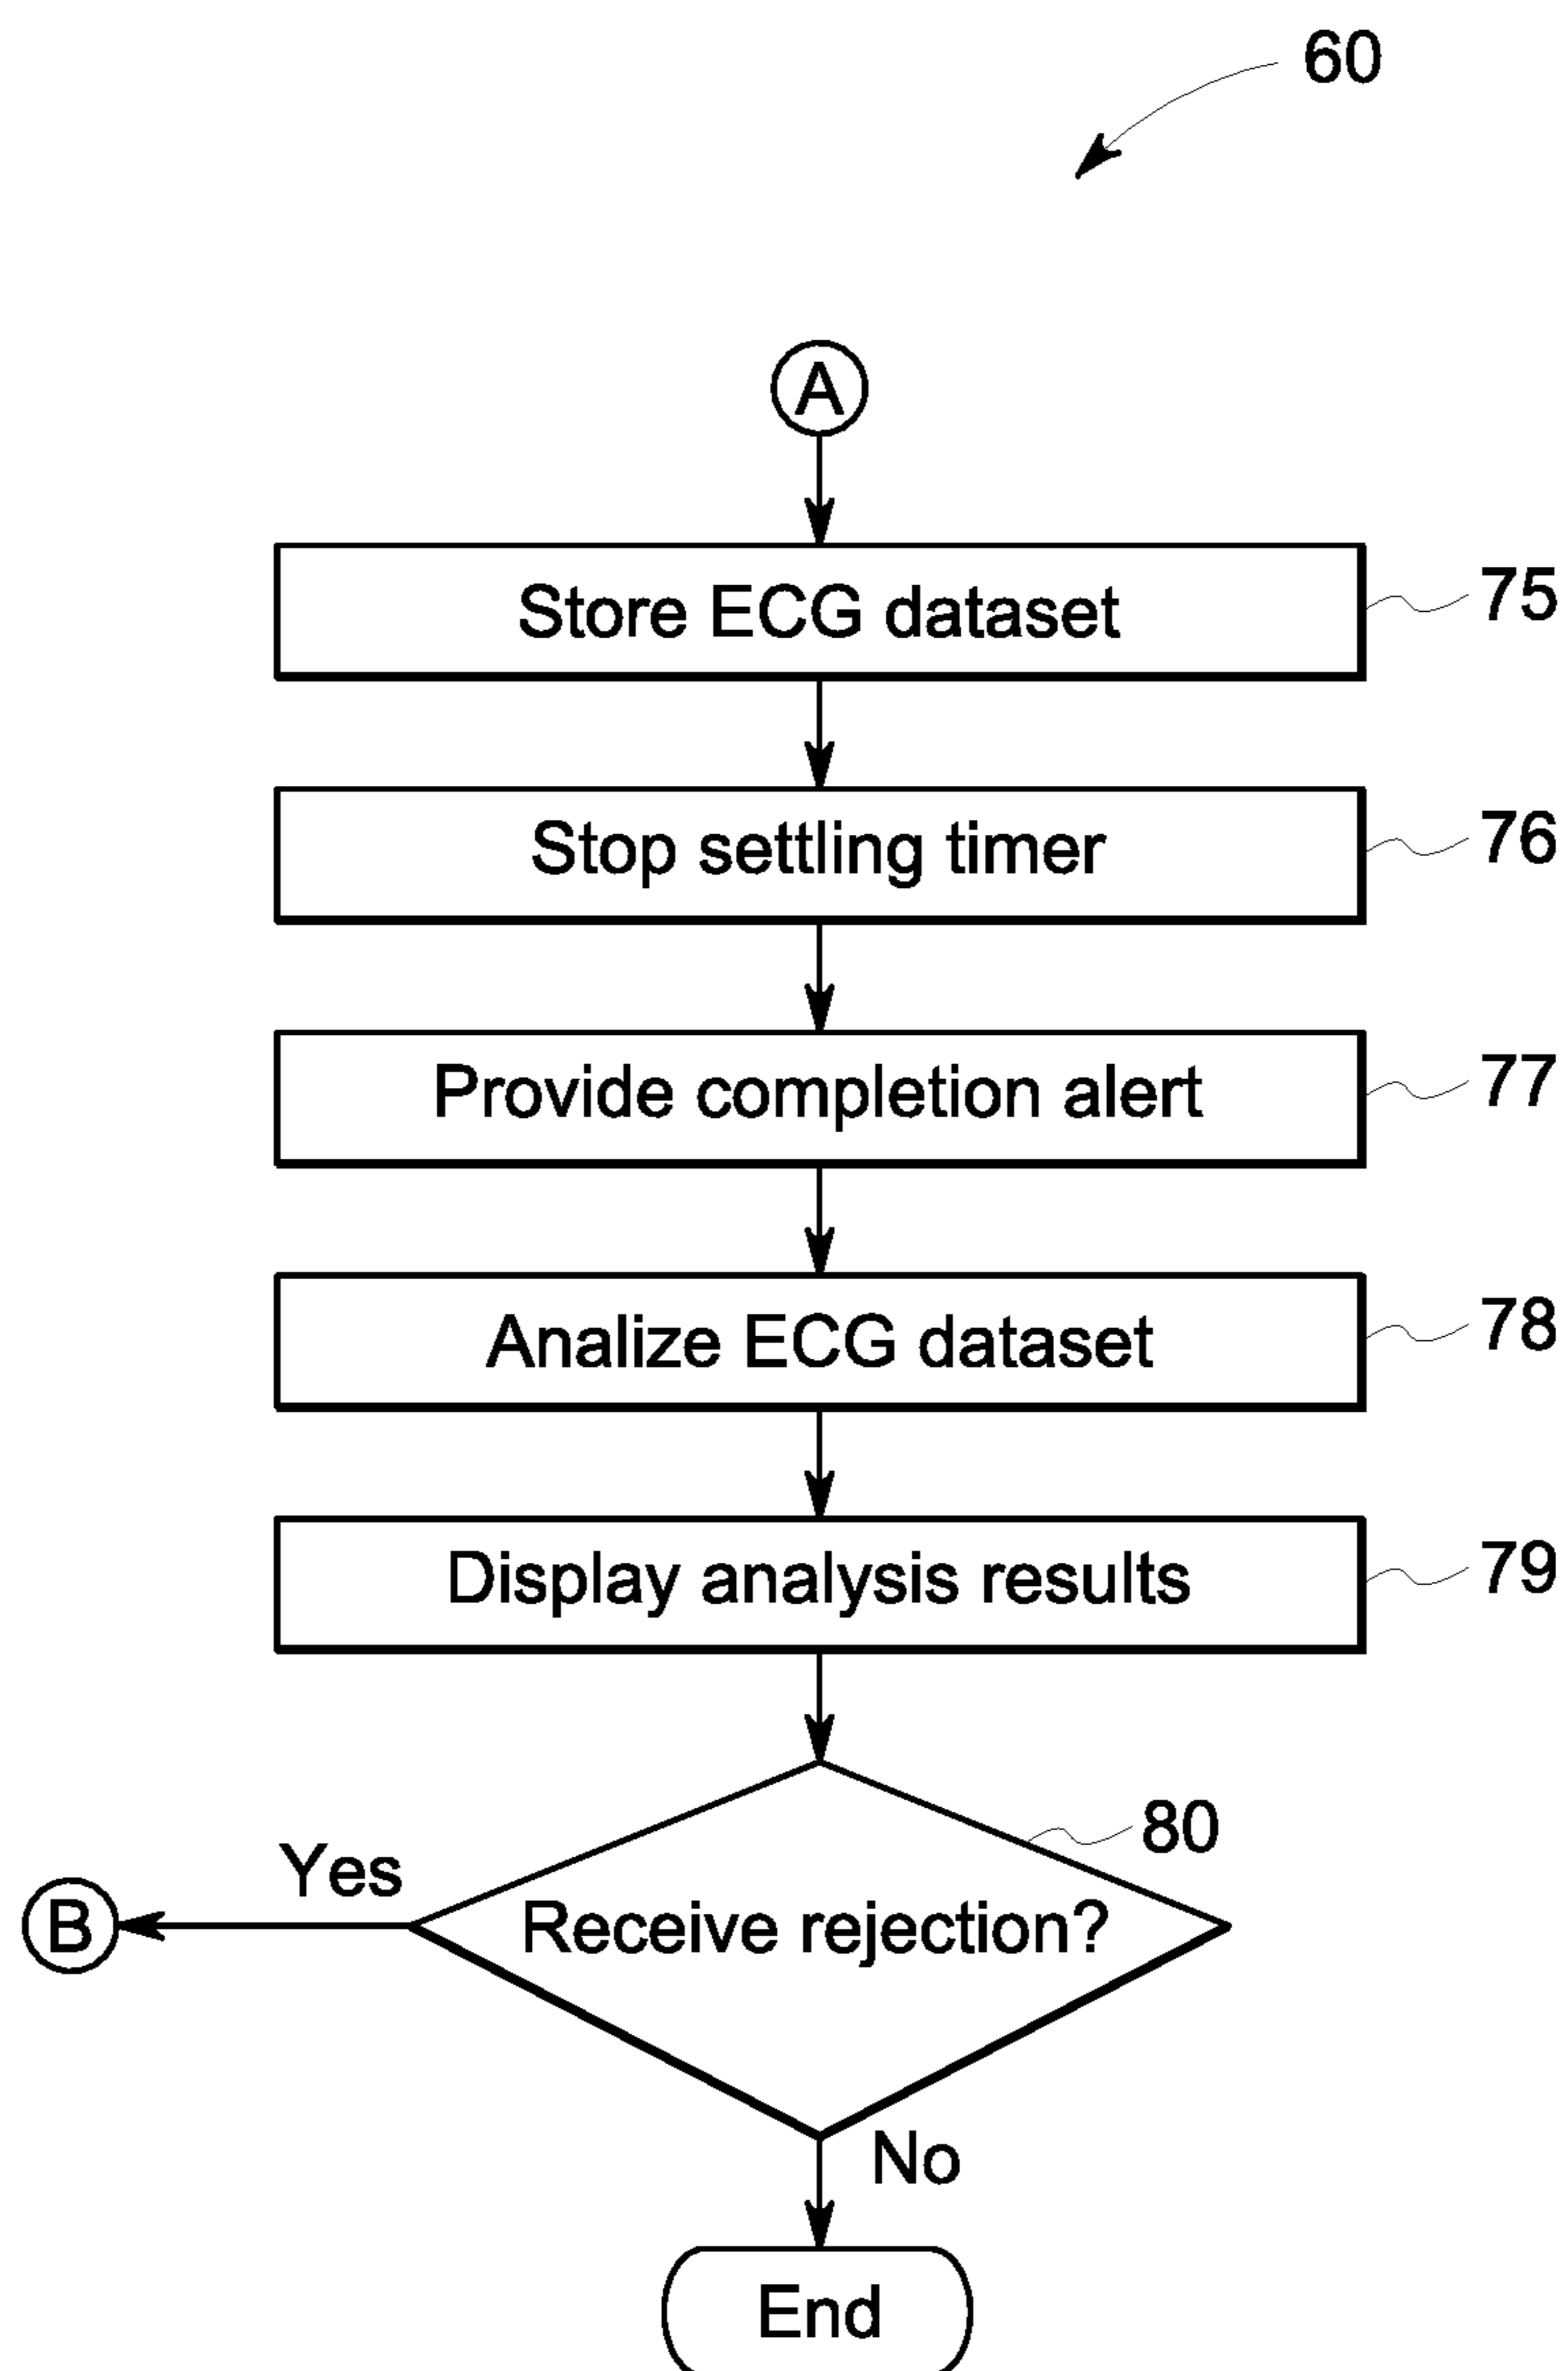 60
A
Store ECG dataset
75
Stop settling timer
76
Provide completion alert
77
Analize ECG dataset
78
Display analysis results
79
80
Yes
B
Receive rejection?
No
End